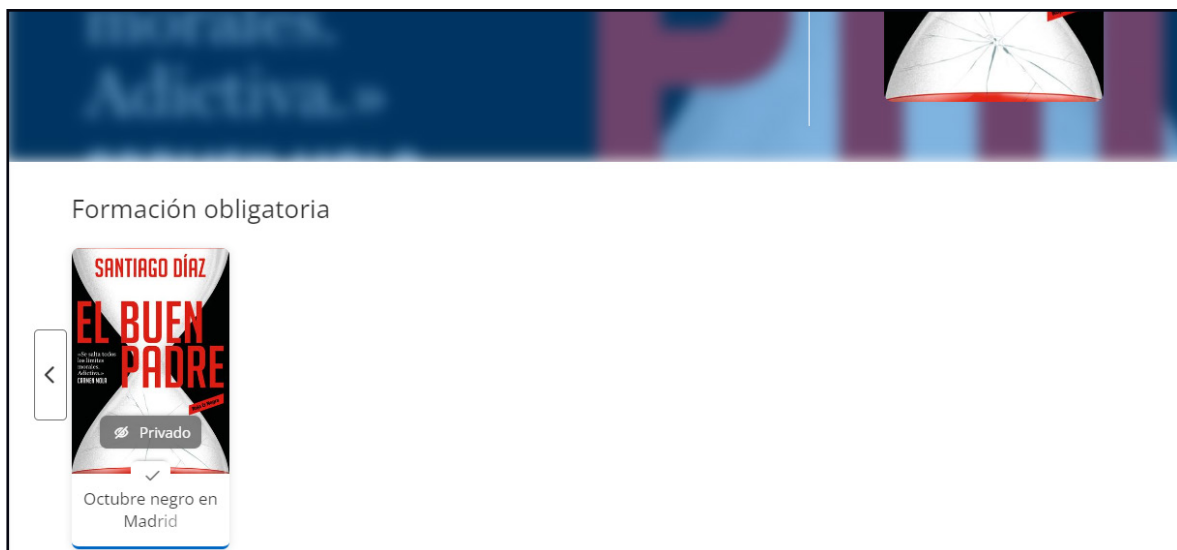 morales.
Adictiva.»
Formación obligatoria
SANTIAGO DÍAZ
EL BUEN
PADRE
«Se salta todos
los límites
morales.
Adictiva.»
CARMEN MOLA
Privado
Octubre negro en
Madrid